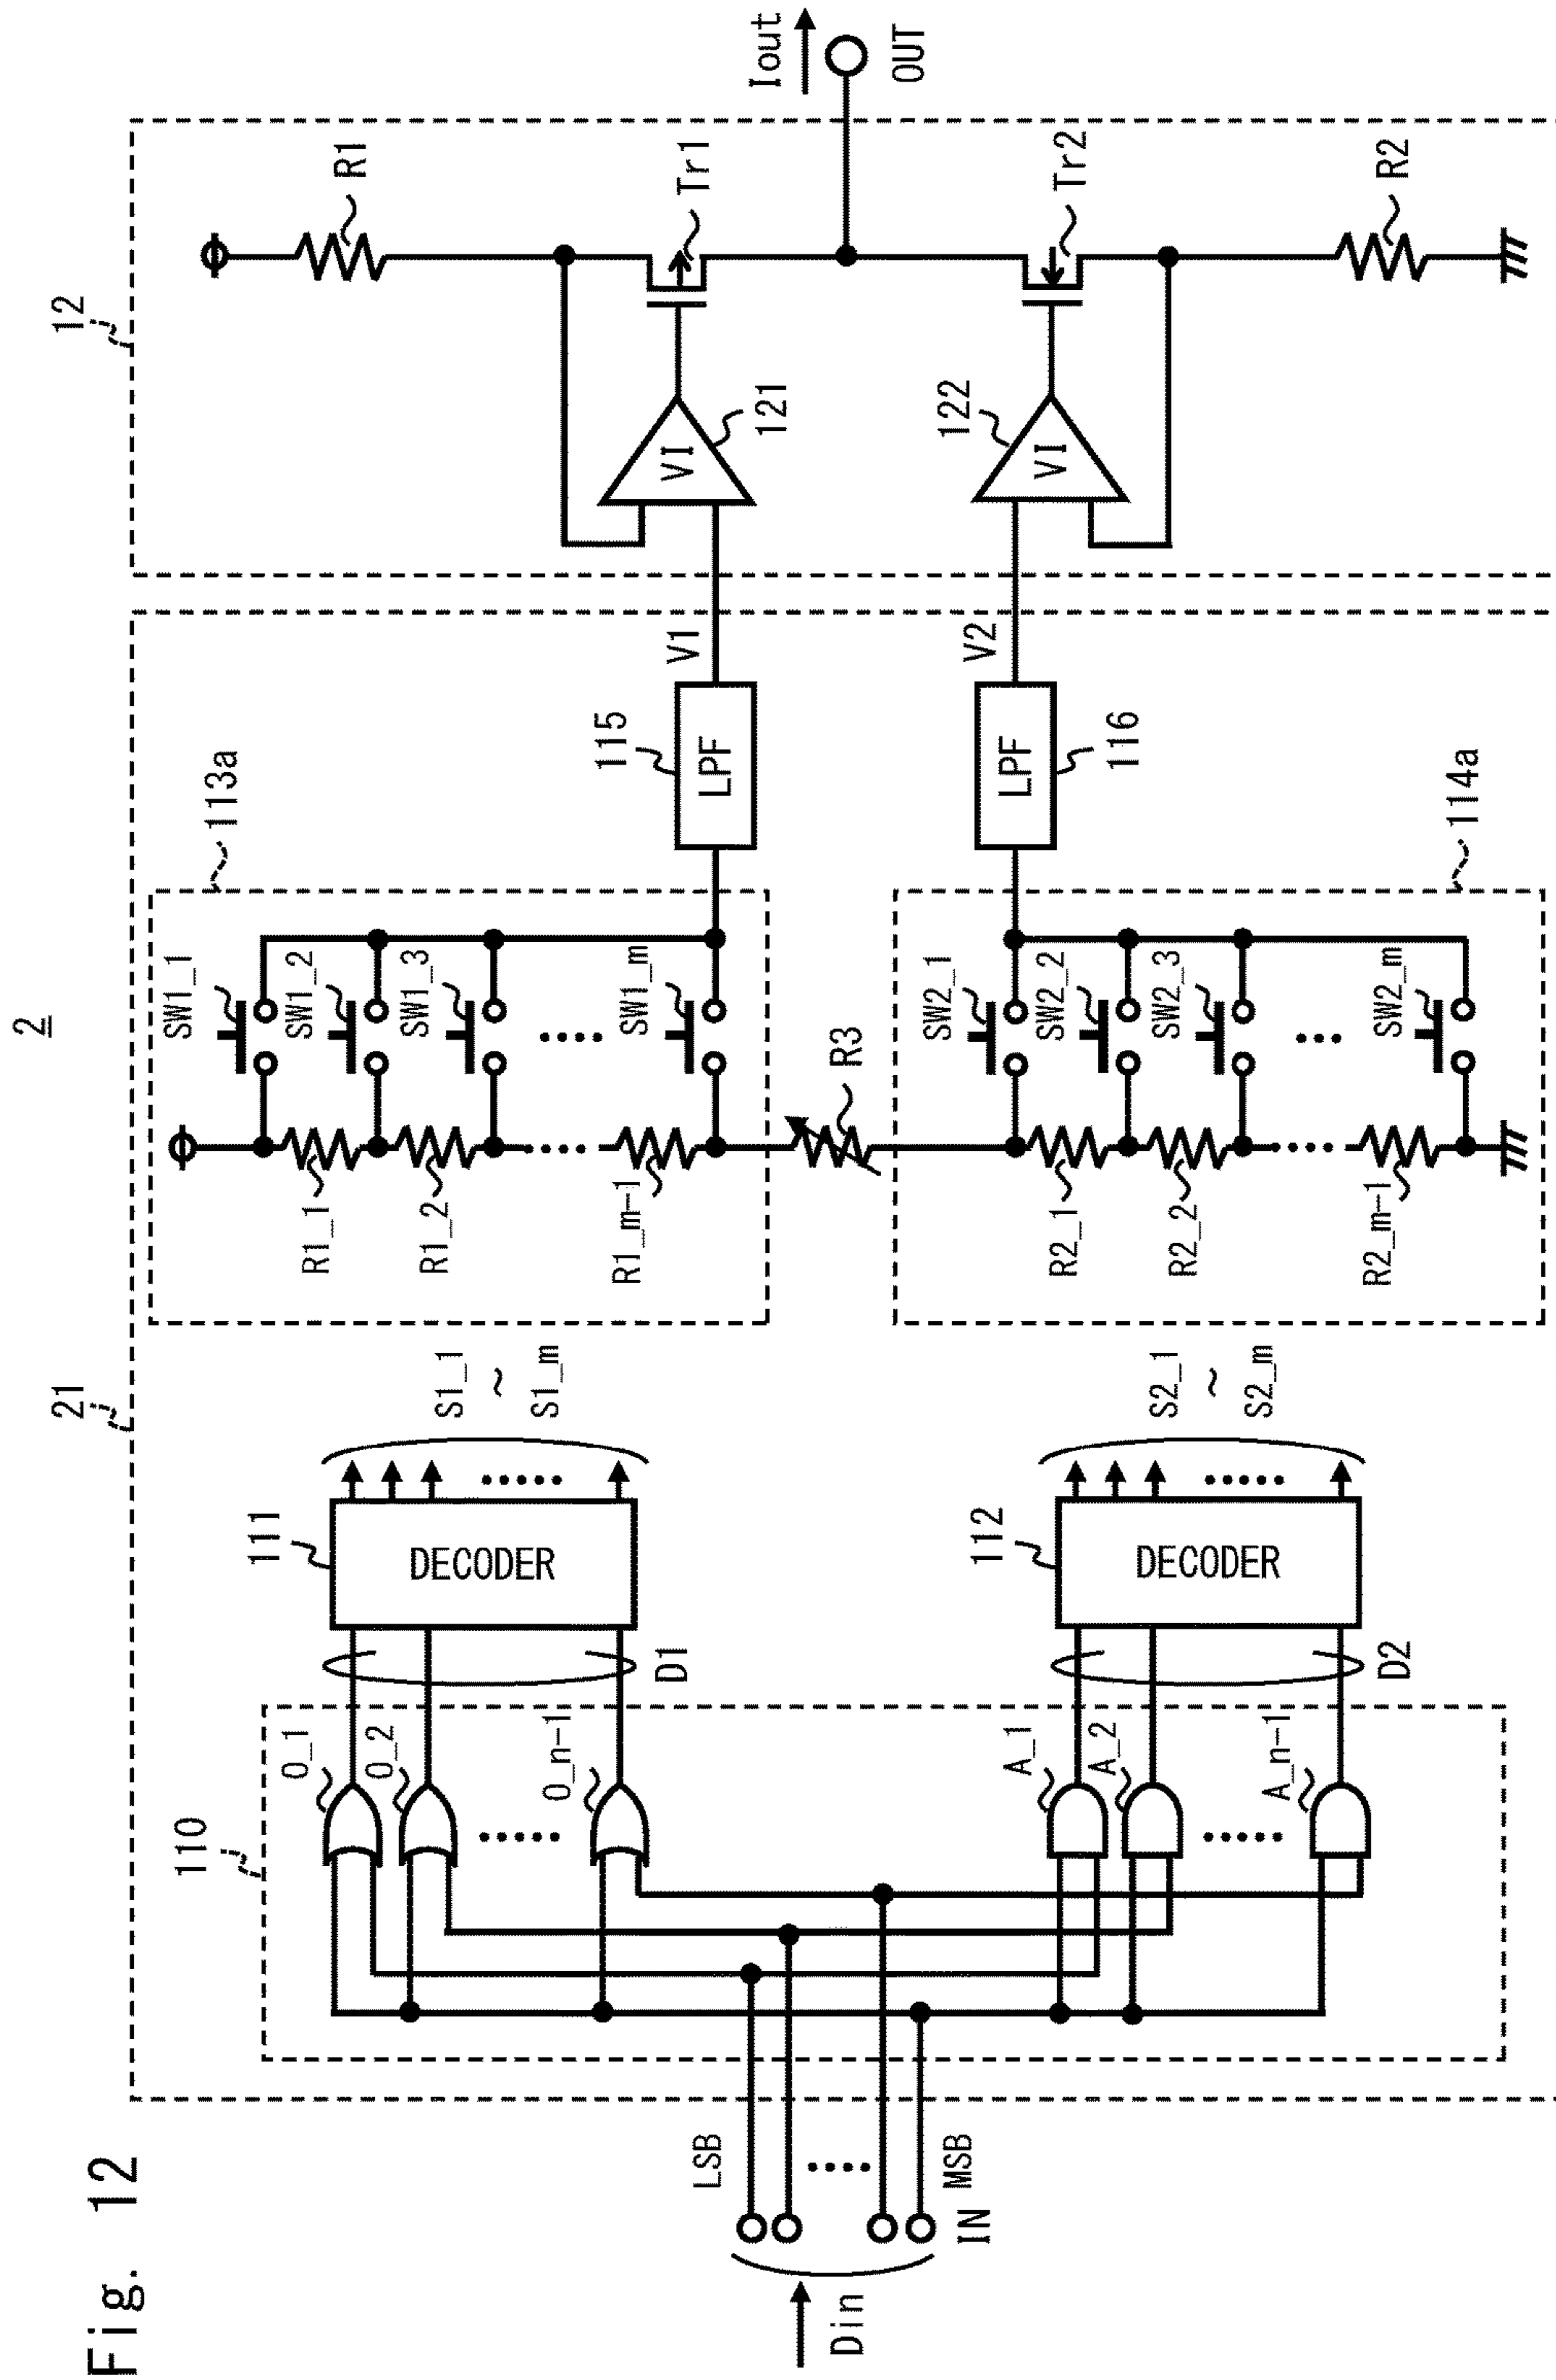 Fig. 12
2
21
12
Din
LSB
MSB
IN
110
O_1
O_2
O_n-1
A_1
A_2
A_n-1
D1
D2
111
DECODER
112
DECODER
S1_1
~
S1_m
S2_1
~
S2_m
113a
SW1_1
SW1_2
SW1_3
SW1_m
R1_1
R1_2
R1_m-1
R3
114a
SW2_1
SW2_2
SW2_3
SW2_m
R2_1
R2_2
R2_m-1
115
LPF
V1
116
LPF
V2
VI
121
VI
122
R1
Tr1
Tr2
R2
Iout
OUT